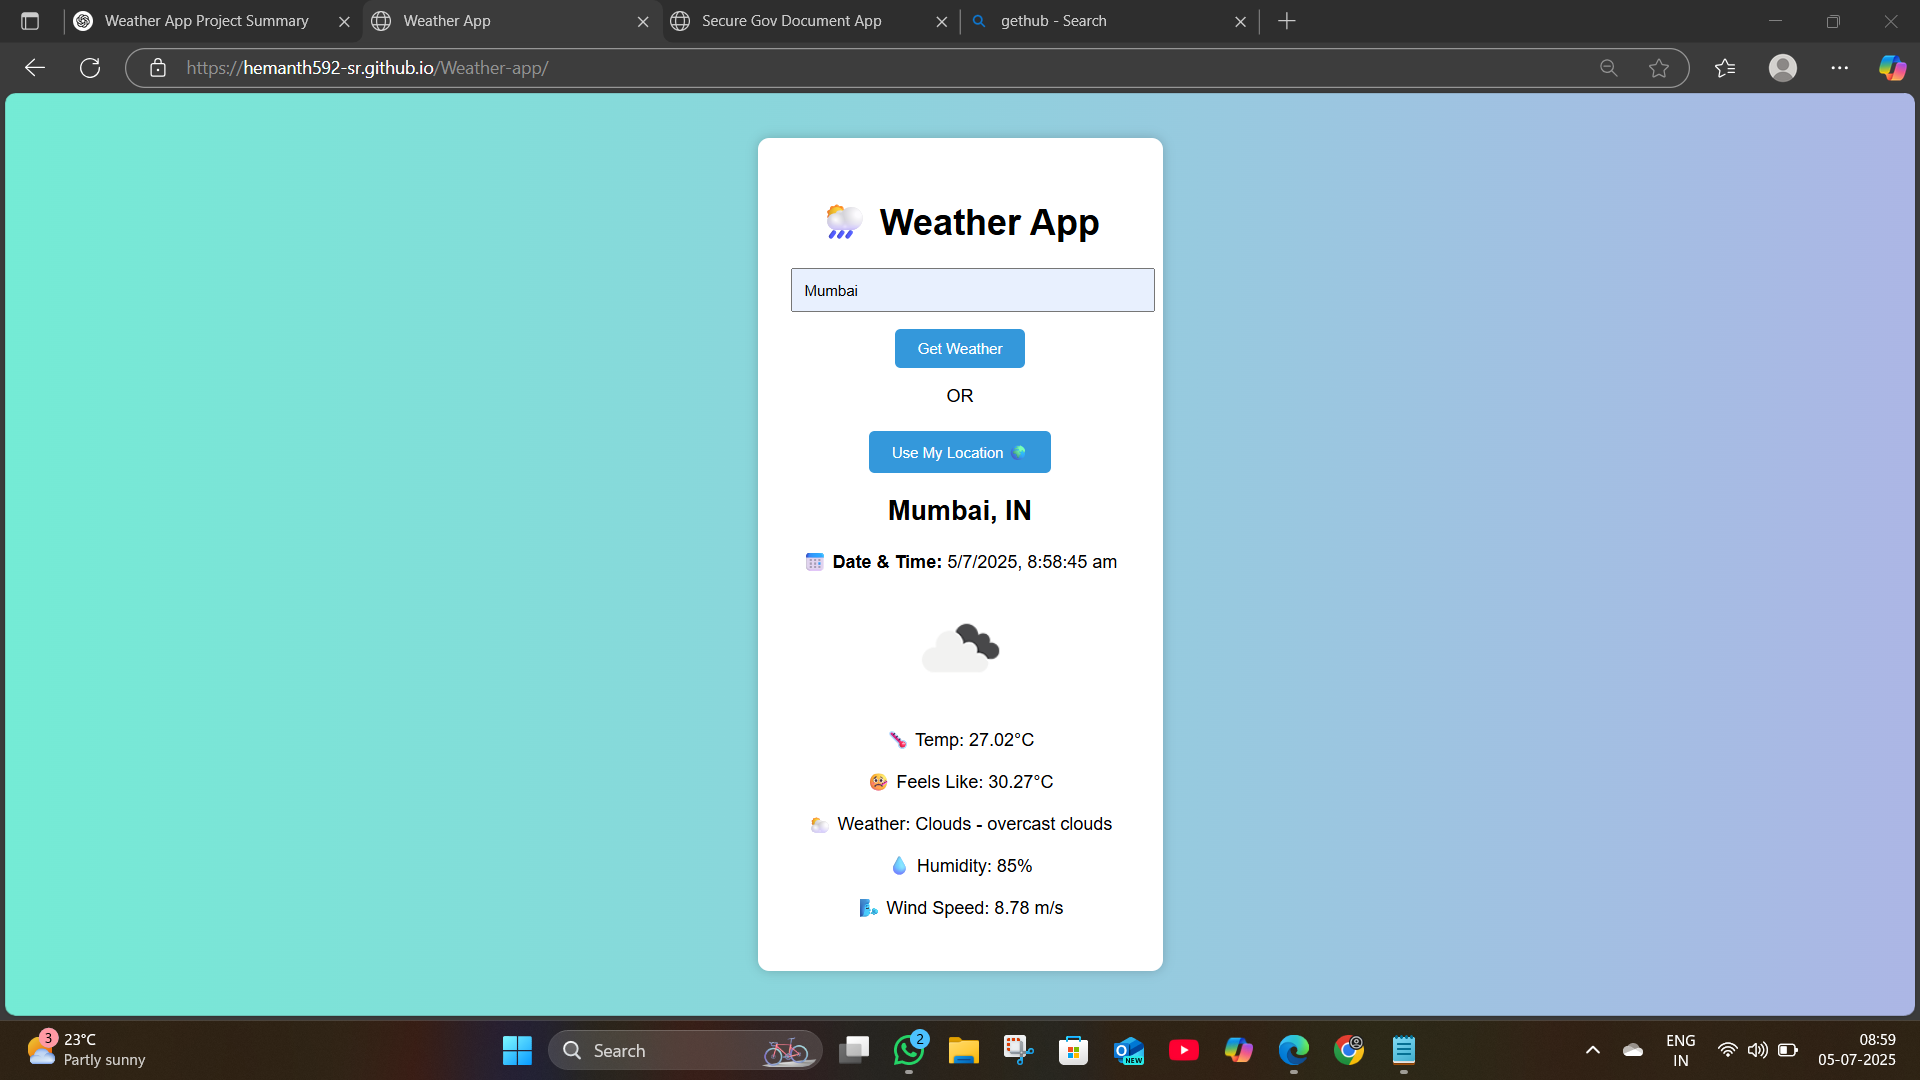 Weather App Project Summary
Weather App
Secure Gov Document App
gethub - Search
https://hemanth592-sr.github.io/Weather-app/
Weather App
Mumbai
Get Weather
OR
Use My Location
Mumbai, IN
Date & Time: 5/7/2025, 8:58:45 am
Temp: 27.02°C
Feels Like: 30.27°C
Weather: Clouds - overcast clouds
Humidity: 85%
Wind Speed: 8.78 m/s
3
23°C
Partly sunny
Search
2
NEW
ENG
IN
08:59
05-07-2025